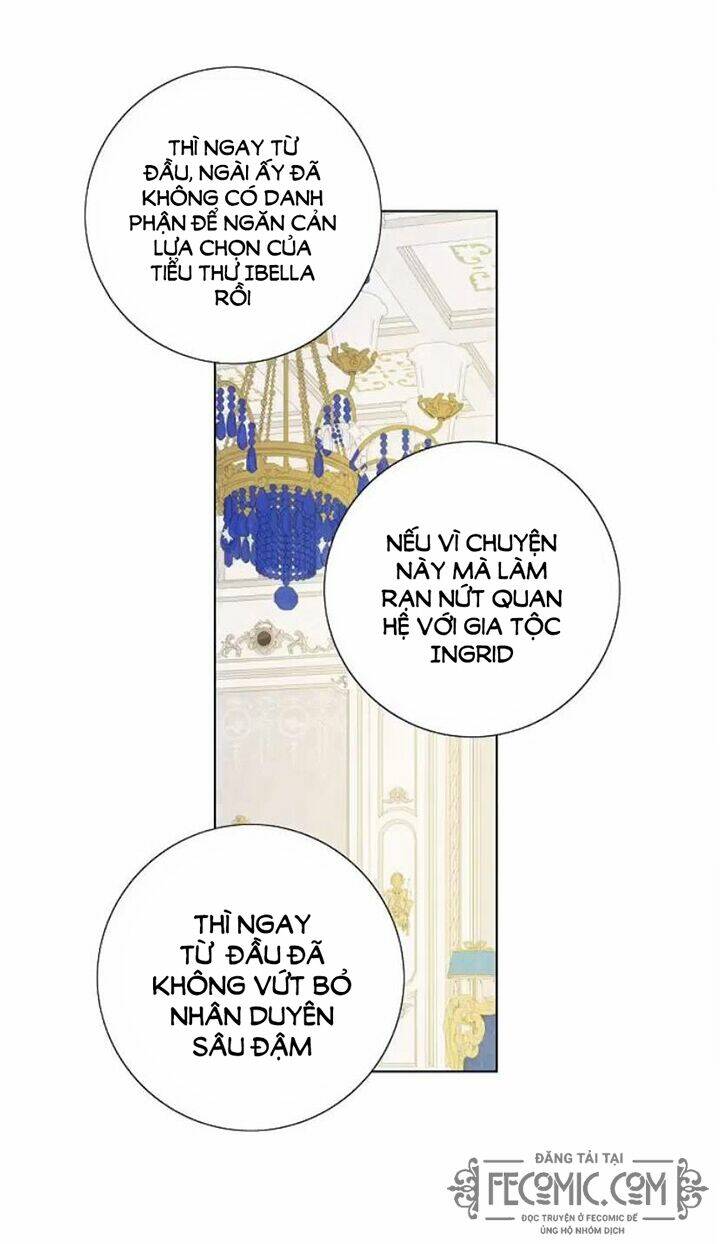 THÌ NGAY TỪ
ĐẦU, NGÀI ẤY ĐÃ
KHÔNG CÓ DANH
PHẬN ĐỂ NGĂN CẢN
LỰA CHỌN CỦA
TIỂU THƯ IBELLA
RỒI
NẾU VÌ CHUYỆN
NÀY MÀ LÀM
RẠN NỨT QUAN
HỆ VỚI GIA TỘC
INGRID
THÌ NGAY
TỪ ĐẦU ĐÃ
KHÔNG VỨT BỎ
NHÂN DUYÊN
SÂU ĐẬM
ĐĂNG TẢI TẠI
FECOMIC.COM
ĐỌC TRUYỆN Ở FECOMIC ĐỂ
ỦNG HỘ NHÓM DỊCH